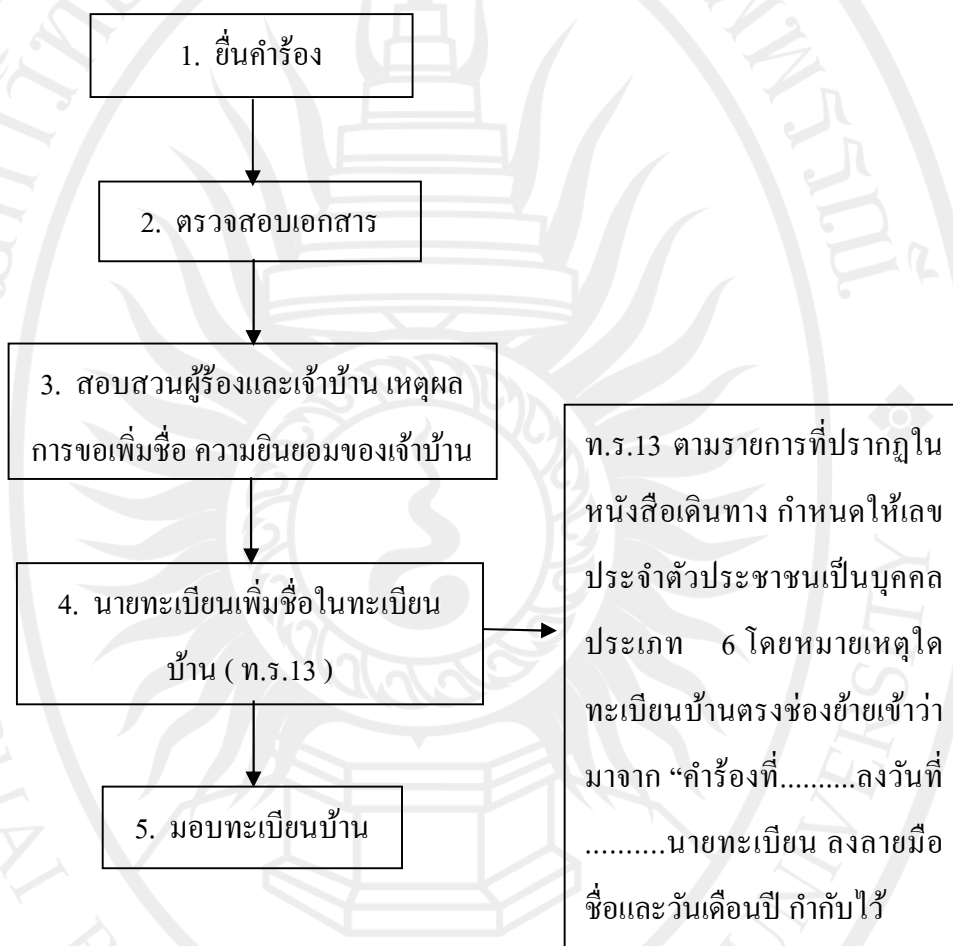 1. ยื่นคำร้อง
2. ตรวจสอบเอกสาร
3. สอบสวนผู้ร้องและเจ้าบ้าน เหตุผล
การขอเพิ่มชื่อ ความยินยอมของเจ้าบ้าน
4. นายทะเบียนเพิ่มชื่อในทะเบียน
บ้าน ( ท.ร.13 )
5. มอบทะเบียนบ้าน
ท.ร.13 ตามรายการที่ปรากฏใน
หนังสือเดินทาง กำหนดให้เลข
ประจำตัวประชาชนเป็นบุคคล
ประเภท 6 โดยหมายเหตุใด
ทะเบียนบ้านตรงช่องย้ายเข้าว่า
มาจาก “คำร้องที่..........ลงวันที่
..........นายทะเบียน ลงลายมือ
ชื่อและวันเดือนปี กำกับไว้